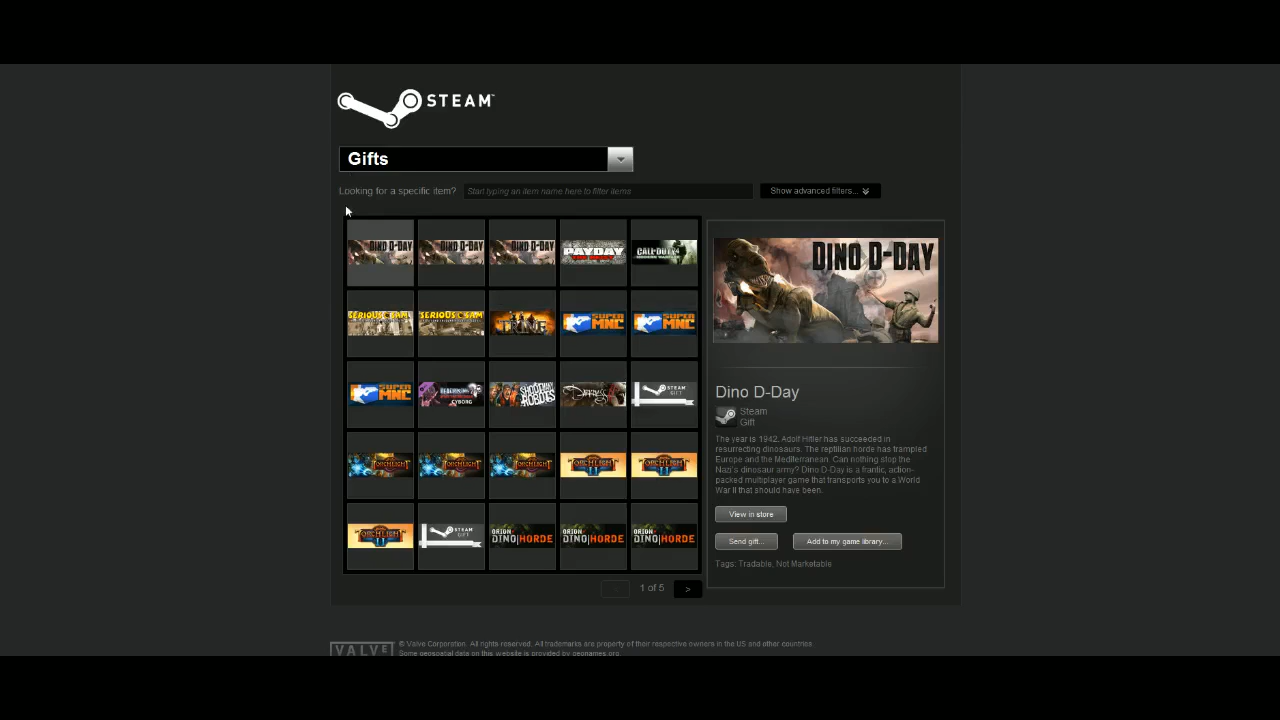 STEAM™
Gifts
Looking for a specific item?
Start typing an item name here to filter items
Show advanced filters...
DINO D-DAY
DINO D-DAY
DINO D-DAY
PAYDAY
THE HEIST
CALL OF DUTY 4
MODERN WARFARE
SERIOUS SAM
SERIOUS SAM
TRINE
SUPER MNC
SUPER MNC
SUPER MNC
CYBORG
SHOOT MANY ROBOTS
DARKNESS
STEAM
GIFT
TORCHLIGHT
TORCHLIGHT
TORCHLIGHT
TORCHLIGHT II
TORCHLIGHT II
TORCHLIGHT II
STEAM
GIFT
ORION
DINO|HORDE
ORION
DINO|HORDE
ORION
DINO|HORDE
1 of 5
>
DINO D-DAY
Dino D-Day
Steam
Gift
The year is 1942. Adolf Hitler has succeeded in
resurrecting dinosaurs. The reptilian horde has trampled
Europe and the Mediterranean. Can nothing stop the
Nazi's dinosaur army? Dino D-Day is a frantic, action-
packed multiplayer game that transports you to a World
War II that should have been.
View in store
Send gift...
Add to my game library...
Tags: Tradable, Not Marketable
VALVE
© Valve Corporation. All rights reserved. All trademarks are property of their respective owners in the US and other countries.
Some geospatial data on this website is provided by geonames.org.